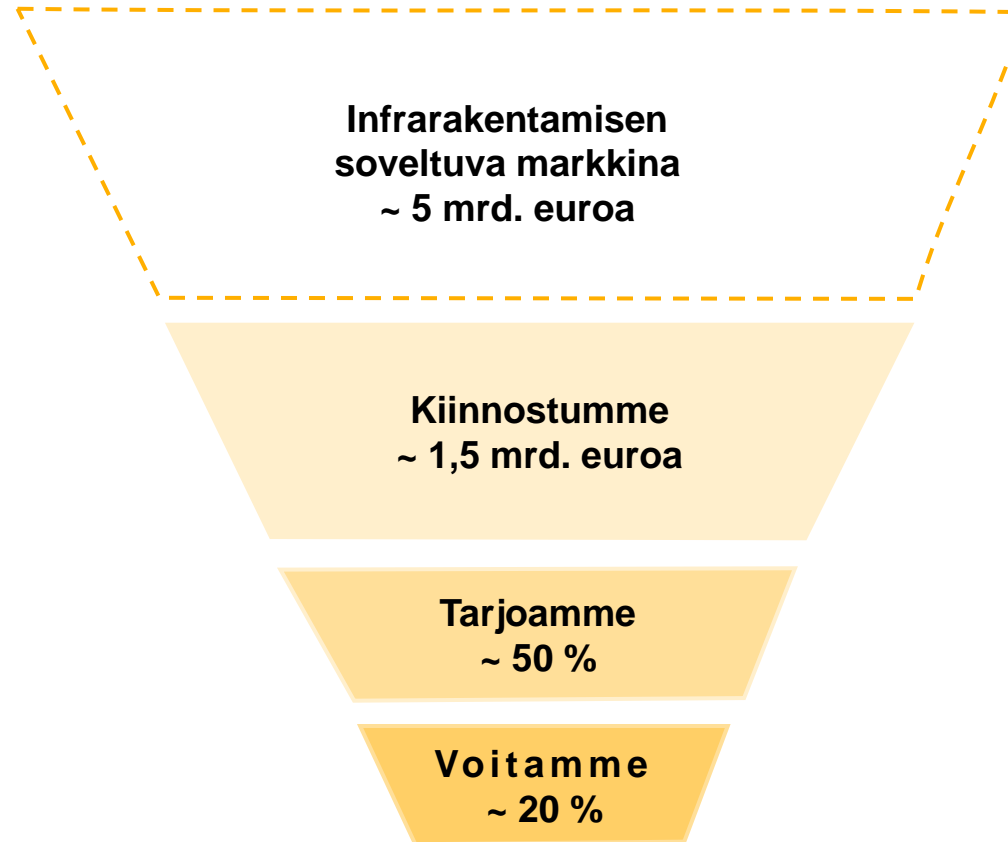 Infrarakentamisen
soveltuva markkina
~ 5 mrd. euroa
Kiinnostumme
~ 1,5 mrd. euroa
Tarjoamme
~ 50 %
Voitamme
~ 20 %